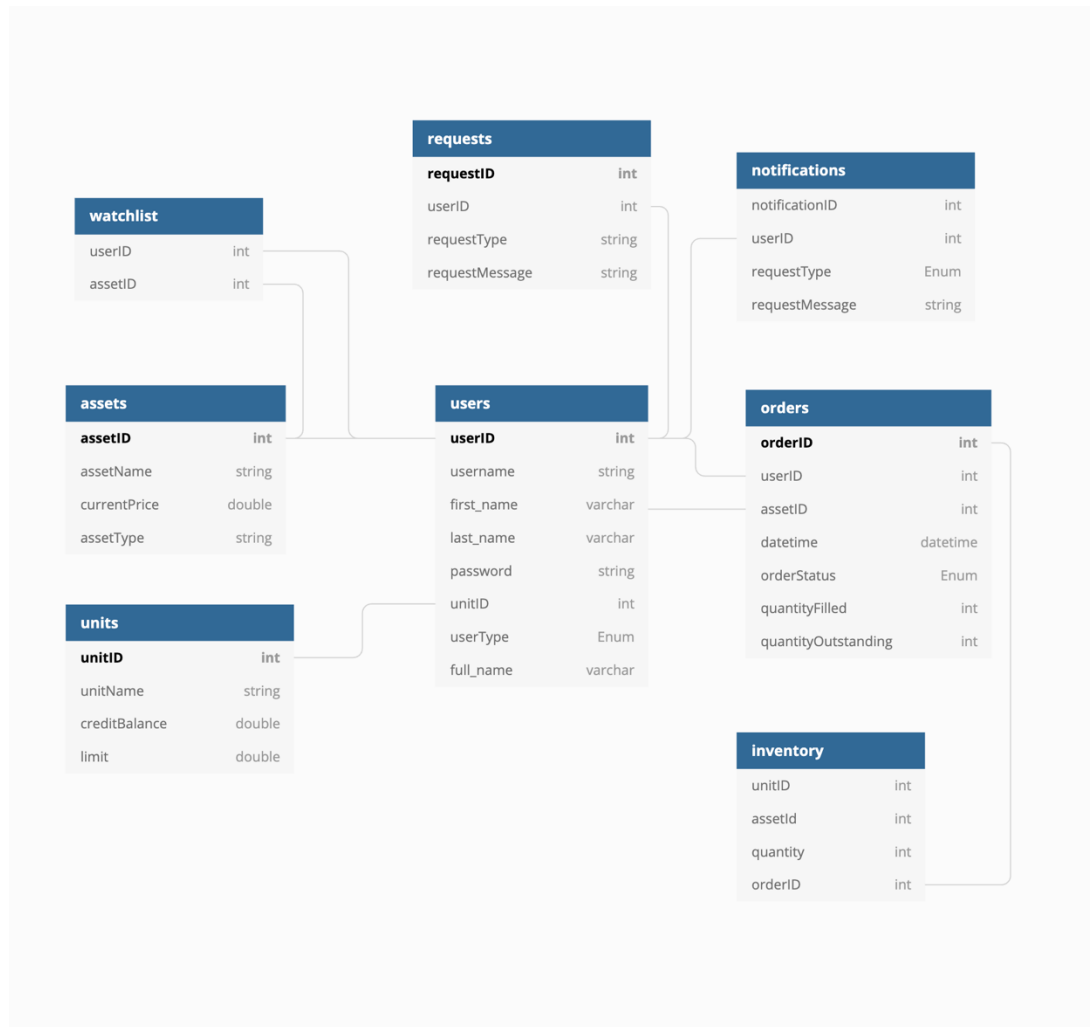 requests
requestID int
userID int
requestType string
requestMessage string
notifications
notificationID int
userID int
requestType Enum
requestMessage string
watchlist
userID int
assetID int
assets
assetID int
assetName string
currentPrice double
assetType string
users
userID int
username string
first_name varchar
last_name varchar
password string
unitID int
userType Enum
full_name varchar
orders
orderID int
userID int
assetID int
datetime datetime
orderStatus Enum
quantityFilled int
quantityOutstanding int
units
unitID int
unitName string
creditBalance double
limit double
inventory
unitID int
assetId int
quantity int
orderID int